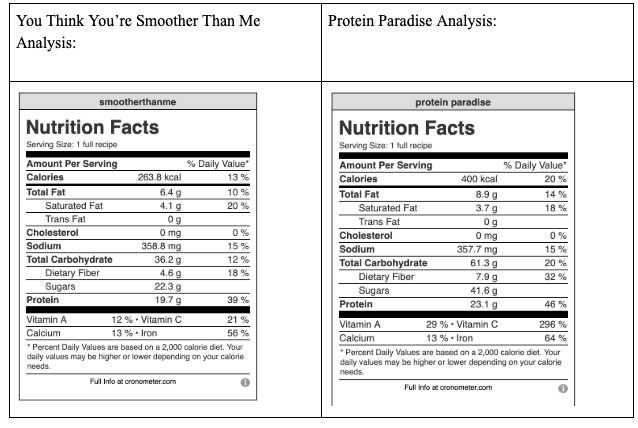 You Think You're Smoother Than Me
Analysis:
smootherthanme
Nutrition Facts
Serving Size: 1 full recipe
Amount Per Serving % Daily Value*
Calories 263.8 kcal 13 %
Total Fat 6.4 g 10 %
Saturated Fat 4.1 g 20 %
Trans Fat 0 g
Cholesterol 0 mg 0 %
Sodium 358.8 mg 15 %
Total Carbohydrate 36.2 g 12 %
Dietary Fiber 4.6 g 18 %
Sugars 22.3 g
Protein 19.7 g 39 %
Vitamin A 12 % • Vitamin C 21 %
Calcium 13 % • Iron 56 %
* Percent Daily Values are based on a 2,000 calorie diet. Your
daily values may be higher or lower depending on your calorie
needs.
Full Info at cronometer.com
Protein Paradise Analysis:
protein paradise
Nutrition Facts
Serving Size: 1 full recipe
Amount Per Serving % Daily Value*
Calories 400 kcal 20 %
Total Fat 8.9 g 14 %
Saturated Fat 3.7 g 18 %
Trans Fat 0 g
Cholesterol 0 mg 0 %
Sodium 357.7 mg 15 %
Total Carbohydrate 61.3 g 20 %
Dietary Fiber 7.9 g 32 %
Sugars 41.6 g
Protein 23.1 g 46 %
Vitamin A 29 % • Vitamin C 296 %
Calcium 13 % • Iron 64 %
* Percent Daily Values are based on a 2,000 calorie diet. Your
daily values may be higher or lower depending on your calorie
needs.
Full Info at cronometer.com